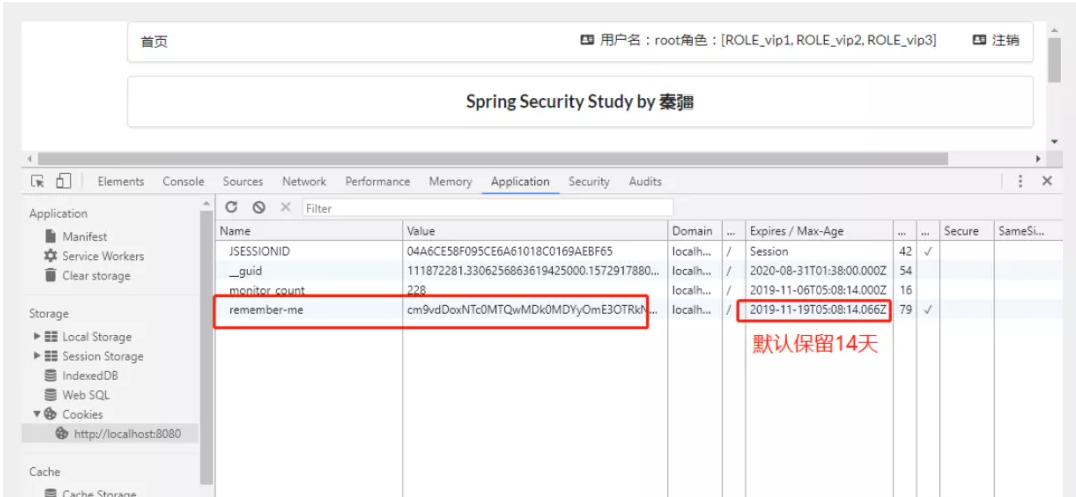 首页
用户名：root角色：[ROLE_vip1, ROLE_vip2, ROLE_vip3]
注销
Spring Security Study by 秦疆
Elements Console Sources Network Performance Memory Application Security Audits
Application
Manifest
Service Workers
Clear storage
Storage
Local Storage
Session Storage
IndexedDB
Web SQL
Cookies
http://localhost:8080
Cache
Cache Storage
Filter
Name Value Domain ... Expires / Max-Age ... ... Secure SameSi...
JSESSIONID 04A6CE58F095CE6A61018C0169AEBF65 localh... / Session 42 ✓
__guid 111872281.3306256863619425000.1572917880... localh... / 2020-08-31T01:38:00.000Z 54
monitor_count 228 localh... / 2019-11-06T05:08:14.000Z 16
remember-me cm9vdDoxNTc0MTQwMDk0MDYyOmE3OTRkN... localh... / 2019-11-19T05:08:14.066Z 79 ✓
默认保留14天